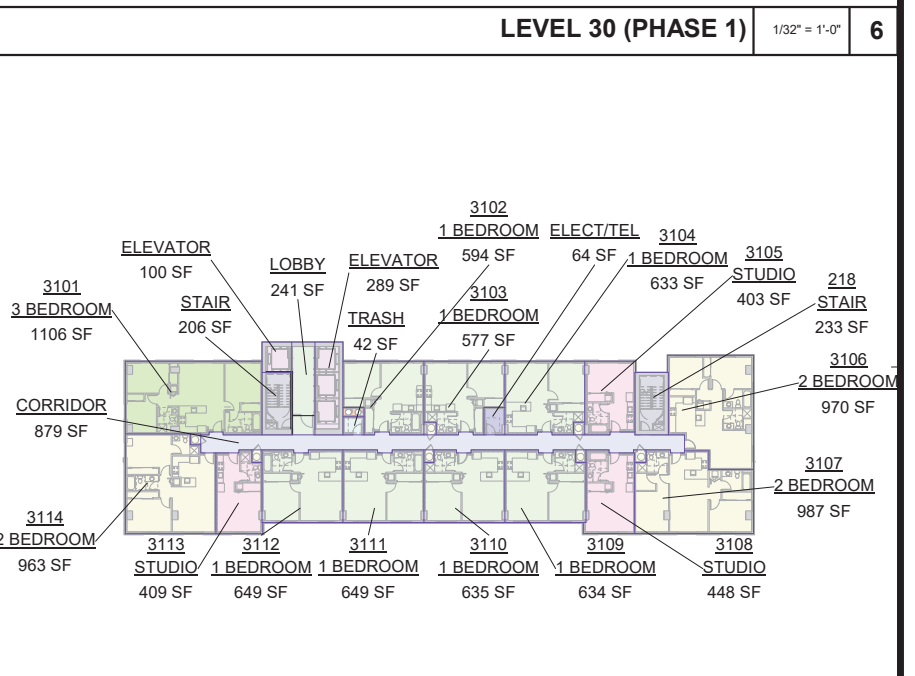 LEVEL 30 (PHASE 1)
1/32" = 1'-0"
6
3102
1 BEDROOM
594 SF
ELECT/TEL
64 SF
3104
1 BEDROOM
633 SF
3105
STUDIO
403 SF
ELEVATOR
100 SF
LOBBY
241 SF
ELEVATOR
289 SF
3103
1 BEDROOM
577 SF
218
STAIR
233 SF
3101
3 BEDROOM
1106 SF
STAIR
206 SF
TRASH
42 SF
3106
2 BEDROOM
970 SF
CORRIDOR
879 SF
3107
2 BEDROOM
987 SF
3114
2 BEDROOM
963 SF
3113
STUDIO
409 SF
3112
1 BEDROOM
649 SF
3111
1 BEDROOM
649 SF
3110
1 BEDROOM
635 SF
3109
1 BEDROOM
634 SF
3108
STUDIO
448 SF